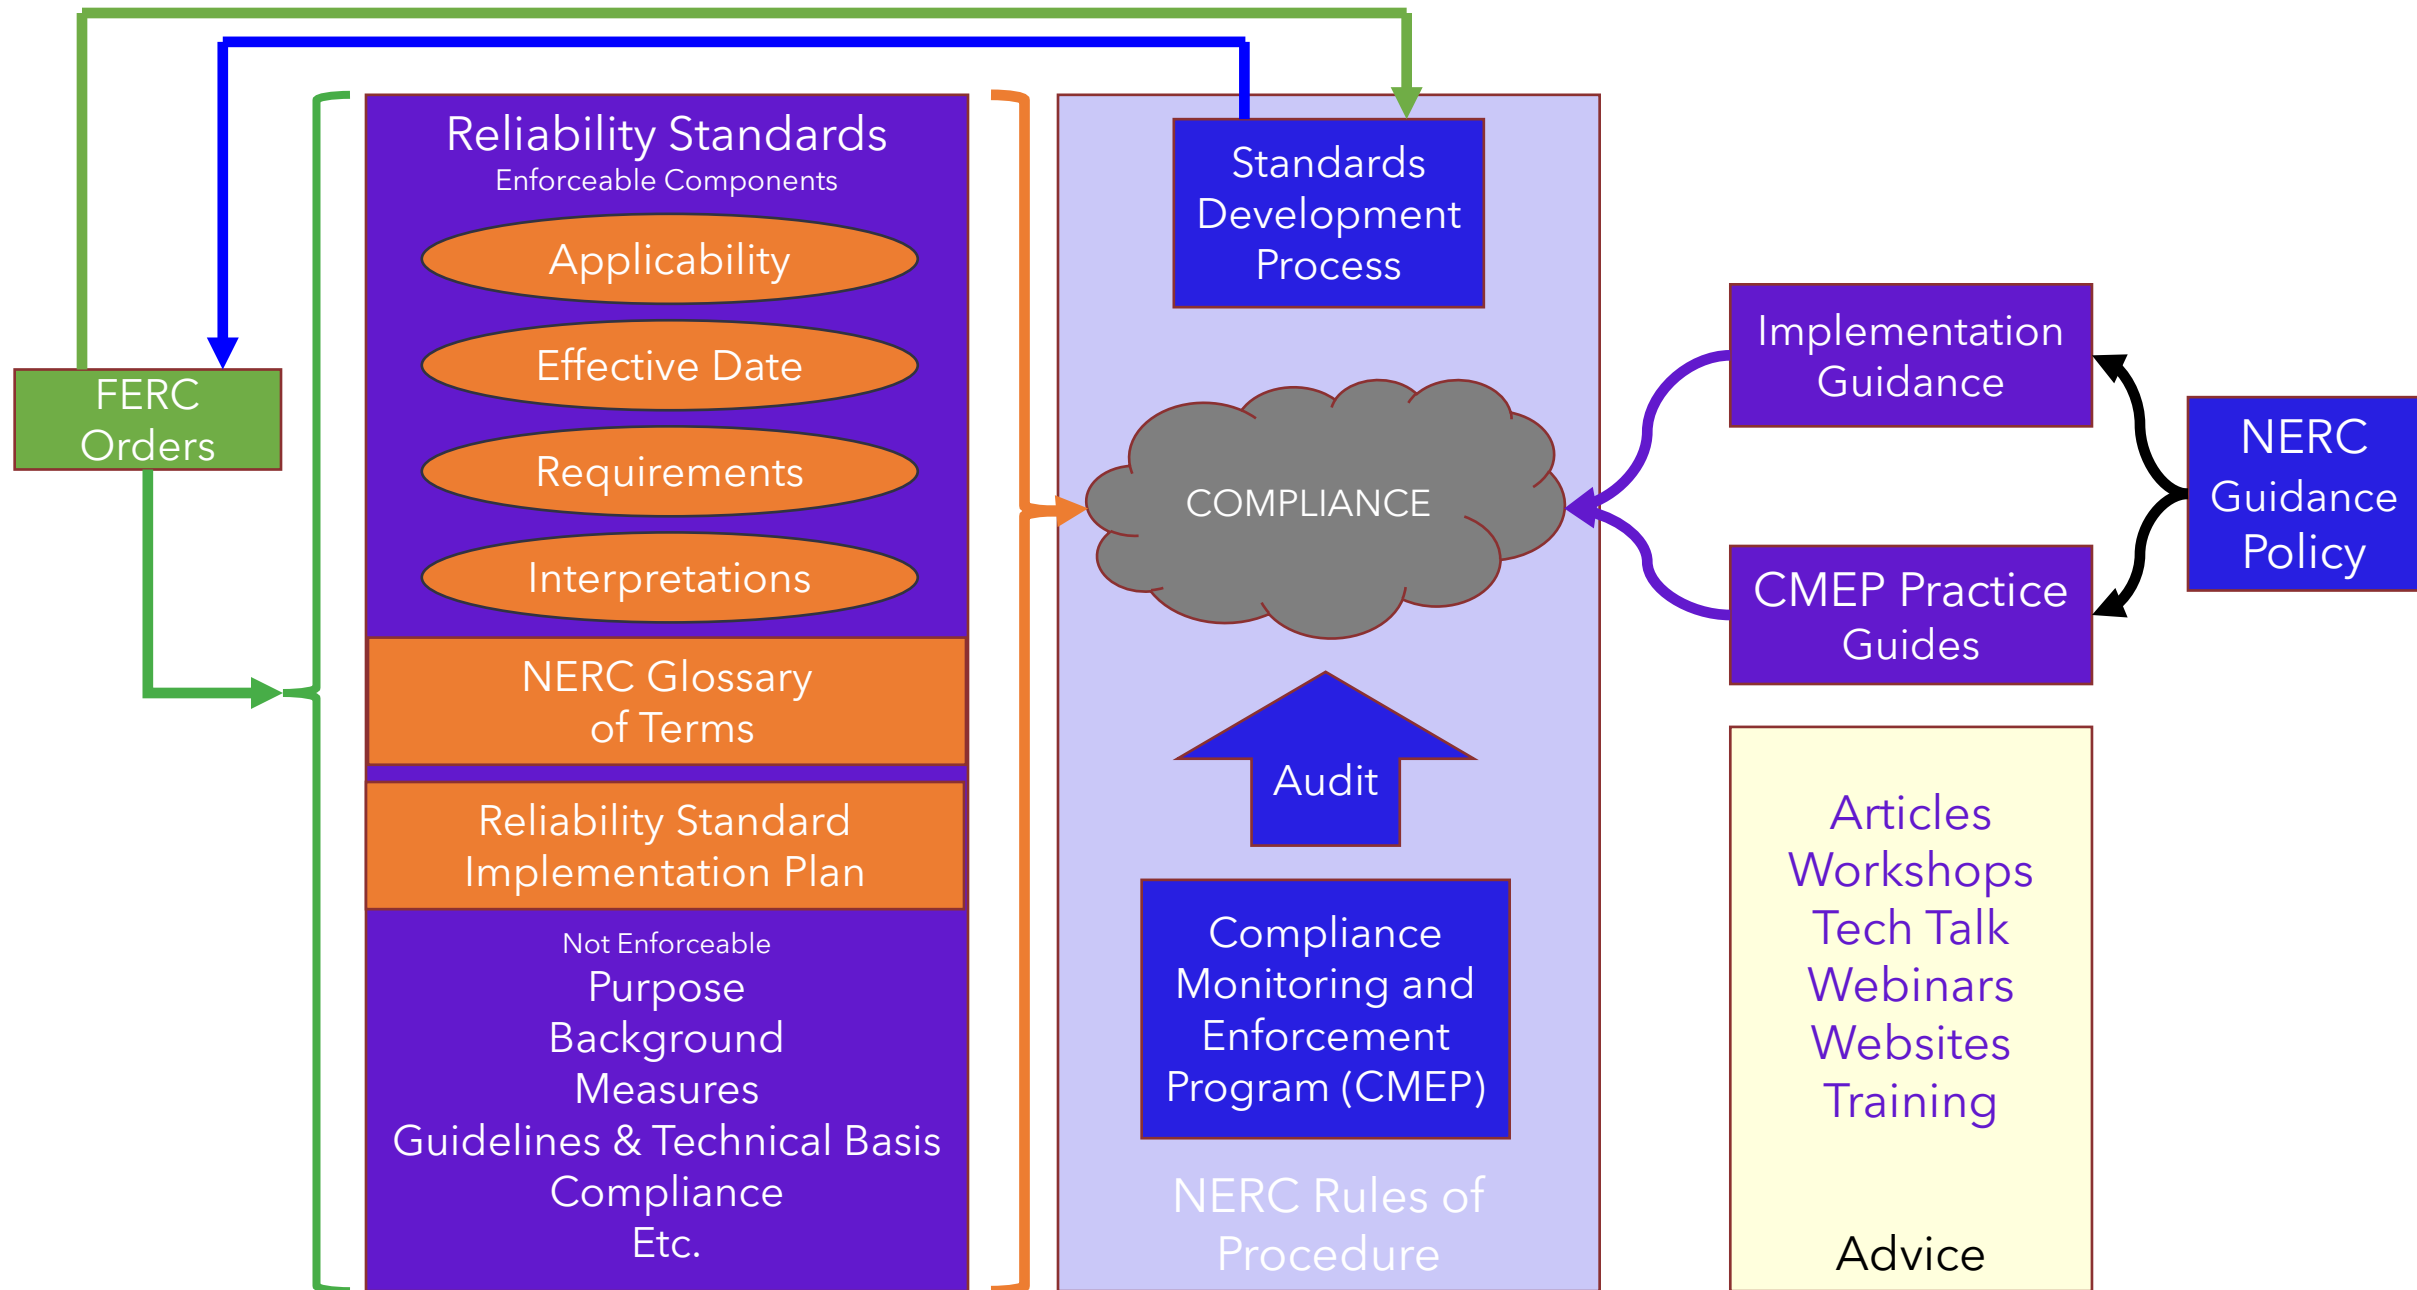 FERC
Orders
Reliability Standards
Enforceable Components
Applicability
Effective Date
Requirements
Interpretations
NERC Glossary
of Terms
Reliability Standard
Implementation Plan
Not Enforceable
Purpose
Background
Measures
Guidelines & Technical Basis
Compliance
Etc.
Standards
Development
Process
COMPLIANCE
Audit
Compliance
Monitoring and
Enforcement
Program (CMEP)
NERC Rules of
Procedure
Implementation
Guidance
CMEP Practice
Guides
NERC
Guidance
Policy
Articles
Workshops
Tech Talk
Webinars
Websites
Training
Advice